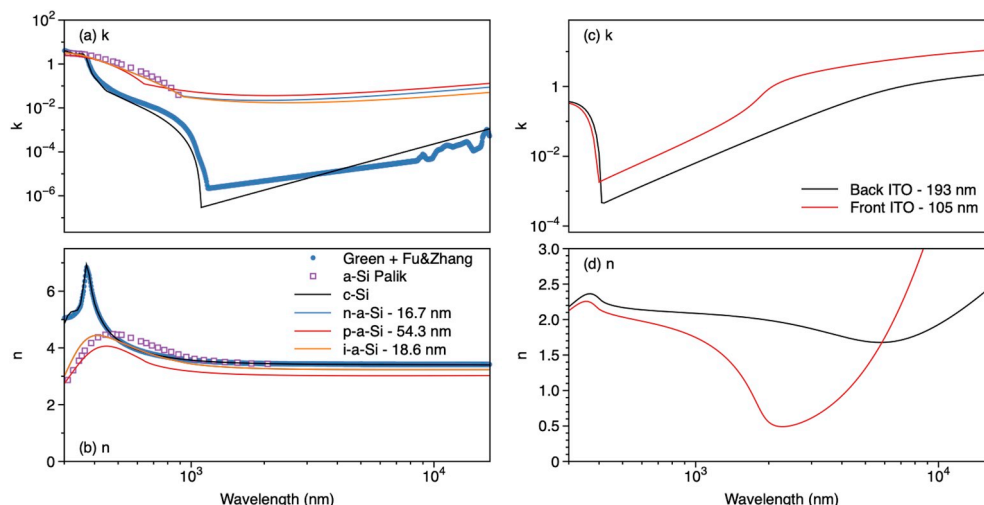 (a) k
10^2
1
10^-2
10^-4
10^-6
k
(c) k
1
10^-2
10^-4
k
Back ITO - 193 nm
Front ITO - 105 nm
(b) n
6
4
2
0
n
Green + Fu&Zhang
a-Si Palik
c-Si
n-a-Si - 16.7 nm
p-a-Si - 54.3 nm
i-a-Si - 18.6 nm
10^3
10^4
Wavelength (nm)
(d) n
3.0
2.5
2.0
1.5
1.0
0.5
0.0
n
10^3
10^4
Wavelength (nm)